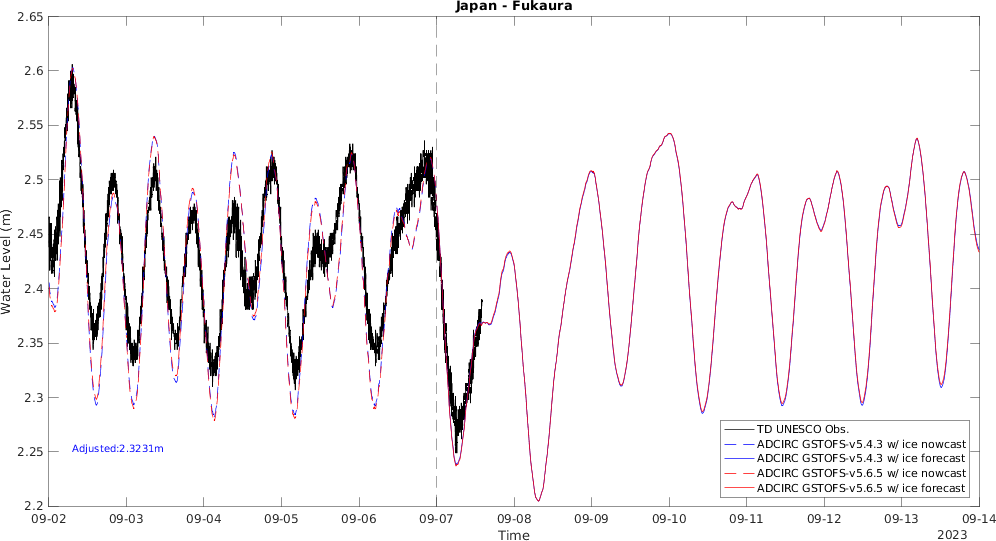 Japan - Fukaura
2.65
2.6
2.55
2.5
2.45
2.4
2.35
2.3
2.25
2.2
Water Level (m)
Adjusted:2.3231m
TD UNESCO Obs.
ADCIRC GSTOFS-v5.4.3 w/ ice nowcast
ADCIRC GSTOFS-v5.4.3 w/ ice forecast
ADCIRC GSTOFS-v5.6.5 w/ ice nowcast
ADCIRC GSTOFS-v5.6.5 w/ ice forecast
09-02 09-03 09-04 09-05 09-06 09-07 09-08 09-09 09-10 09-11 09-12 09-13 09-14
Time
2023